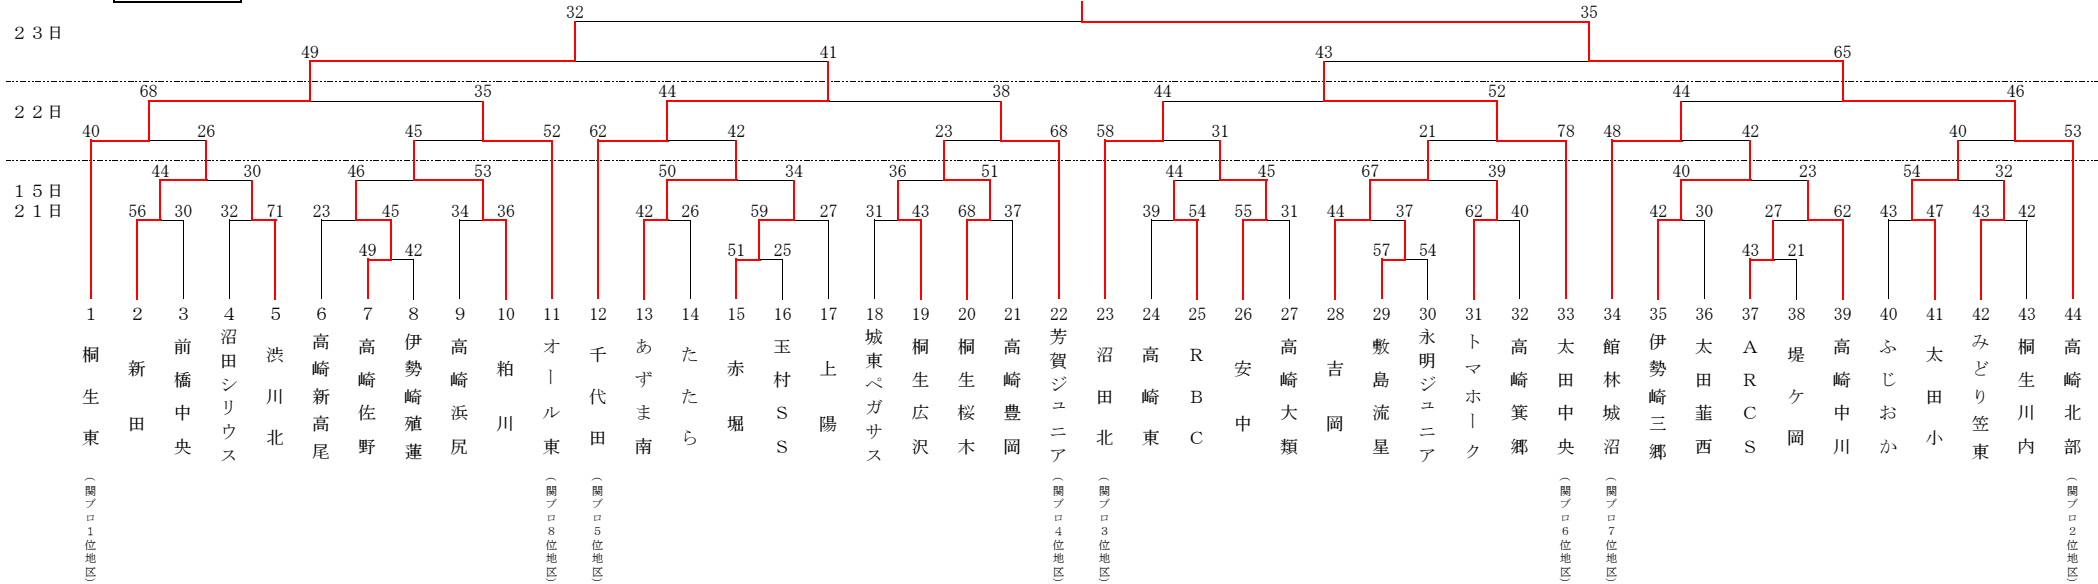 32 35
２３日
49 41 43 65
68 35 44 38 44 52 44 46
２２日
40 26 45 52 62 42 23 68 58 31 21 78 48 42 40 53
44 30 46 53 50 34 36 51 44 45 67 39 40 23 54 32
１５日
２１日
56 30 32 71 23 45 34 36 42 26 59 27 31 43 68 37 39 54 55 31 44 37 62 40 42 30 27 62 43 47 43 42
49 42 51 25 57 54 43 21
1 桐生東 (関ブロ１位地区)
2 新田
3 前橋中央
4 沼田シリウス
5 渋川北
6 高崎新高尾
7 高崎佐野
8 伊勢崎殖蓮
9 高崎浜尻
10 粕川
11 オール東 (関ブロ８位地区)
12 千代田 (関ブロ５位地区)
13 あずま南
14 たたら
15 赤堀
16 玉村ＳＳ
17 上陽
18 城東ペガサス
19 桐生広沢
20 桐生桜木
21 高崎豊岡
22 芳賀ジュニア (関ブロ４位地区)
23 沼田北 (関ブロ３位地区)
24 高崎東
25 ＲＢＣ
26 安中
27 高崎大類
28 吉岡
29 敷島流星
30 永明ジュニア
31 トマホーク
32 高崎箕郷
33 太田中央 (関ブロ６位地区)
34 館林城沼 (関ブロ７位地区)
35 伊勢崎三郷
36 太田韮西
37 ＡＲＣＳ
38 堤ケ岡
39 高崎中川
40 ふじおか
41 太田小
42 みどり笠東
43 桐生川内
44 高崎北部 (関ブロ２位地区)